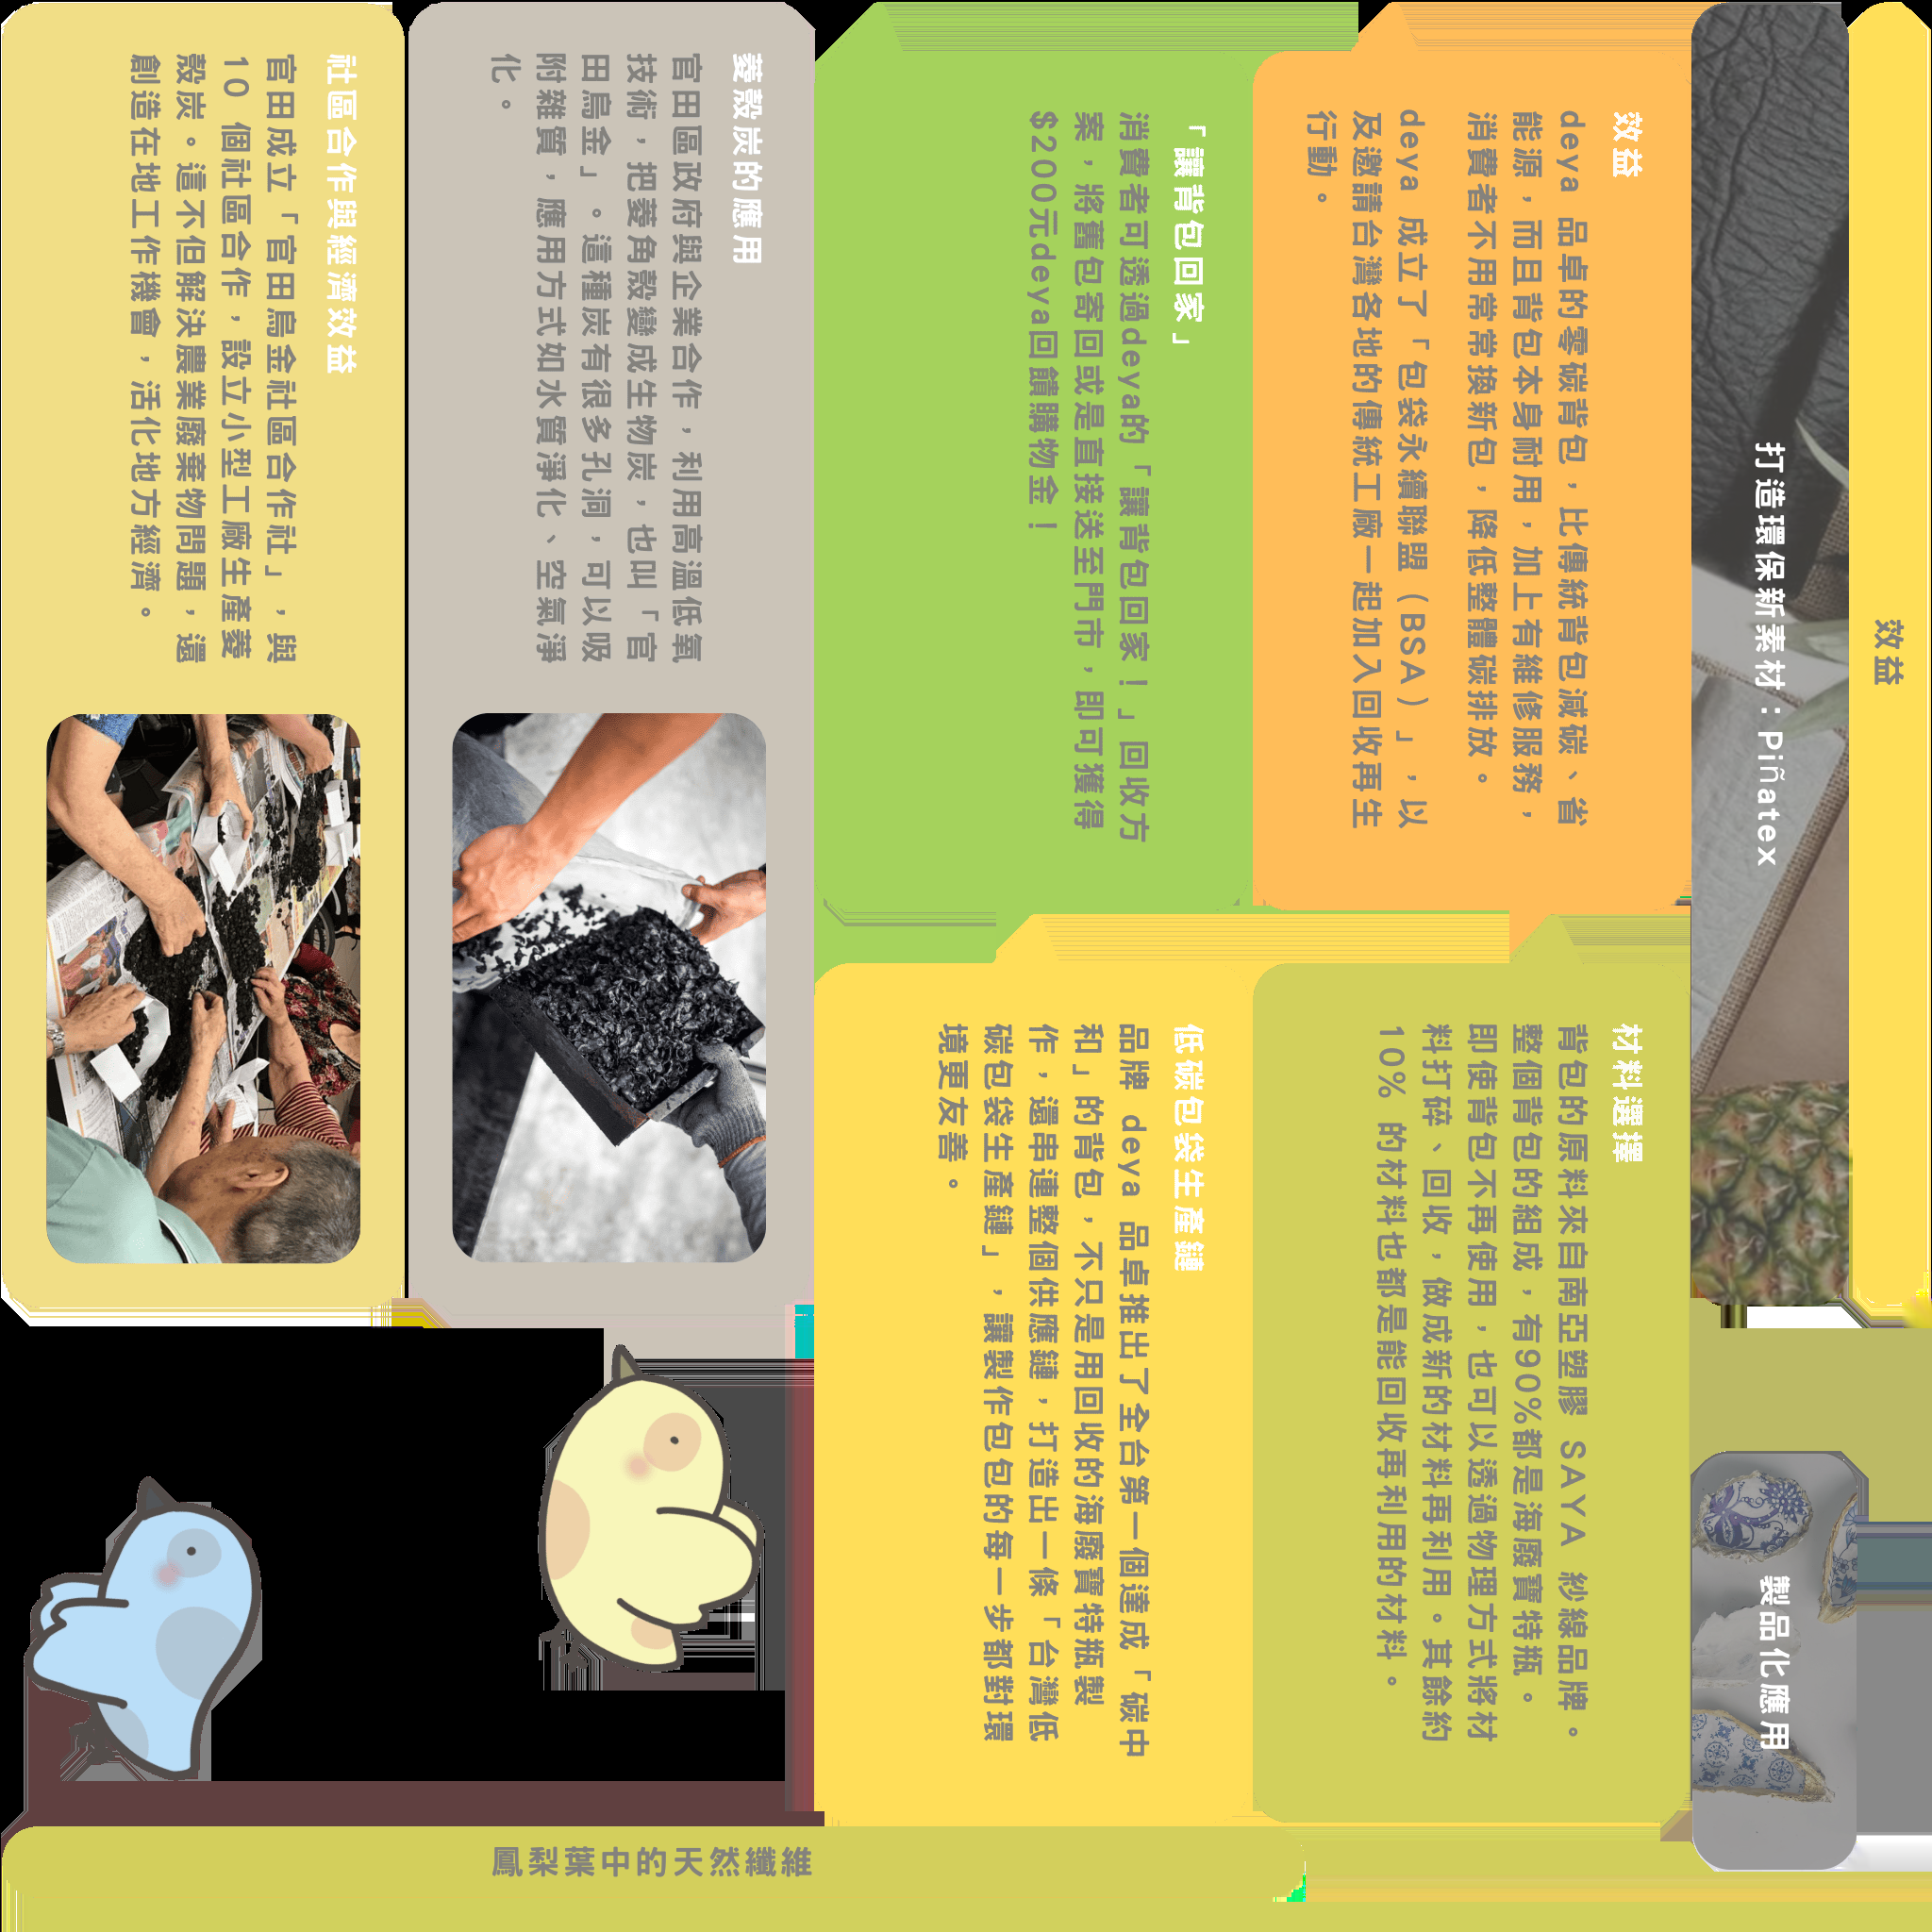 社區合作與經濟效益
官田成立「官田烏金社區合作社」，與
10 個社區合作，設立小型工廠生產菱
殼炭。這不但解決農業廢棄物問題，還
創造在地工作機會，活化地方經濟。
菱殼炭的應用
官田區政府與企業合作，利用高溫低氧
技術，把菱角殼變成生物炭，也叫「官
田烏金」。這種炭有很多孔洞，可以吸
附雜質，應用方式如水質淨化、空氣淨
化。
「讓背包回家」
消費者可透過deya的「讓背包回家！」回收方
案，將舊包寄回或是直接送至門市，即可獲得
$200元deya回饋購物金！
效益
deya 品卓的零碳背包，比傳統背包減碳、省
能源，而且背包本身耐用，加上有維修服務，
消費者不用常常換新包，降低整體碳排放。
deya 成立了「包袋永續聯盟（BSA）」，以
及邀請台灣各地的傳統工廠一起加入回收再生
行動。
打造環保新素材：Piñatex
效益
低碳包袋生產鏈
品牌 deya 品卓推出了全台第一個達成「碳中
和」的背包，不只是用回收的海廢寶特瓶製
作，還串連整個供應鏈，打造出一條「台灣低
碳包袋生產鏈」，讓製作包包的每一步都對環
境更友善。
材料選擇
背包的原料來自南亞塑膠 SAYA 紗線品牌。
整個背包的組成，有90%都是海廢寶特瓶。
即使背包不再使用，也可以透過物理方式將材
料打碎、回收，做成新的材料再利用。其餘約
10% 的材料也都是能回收再利用的材料。
製品化應用
鳳梨葉中的天然纖維